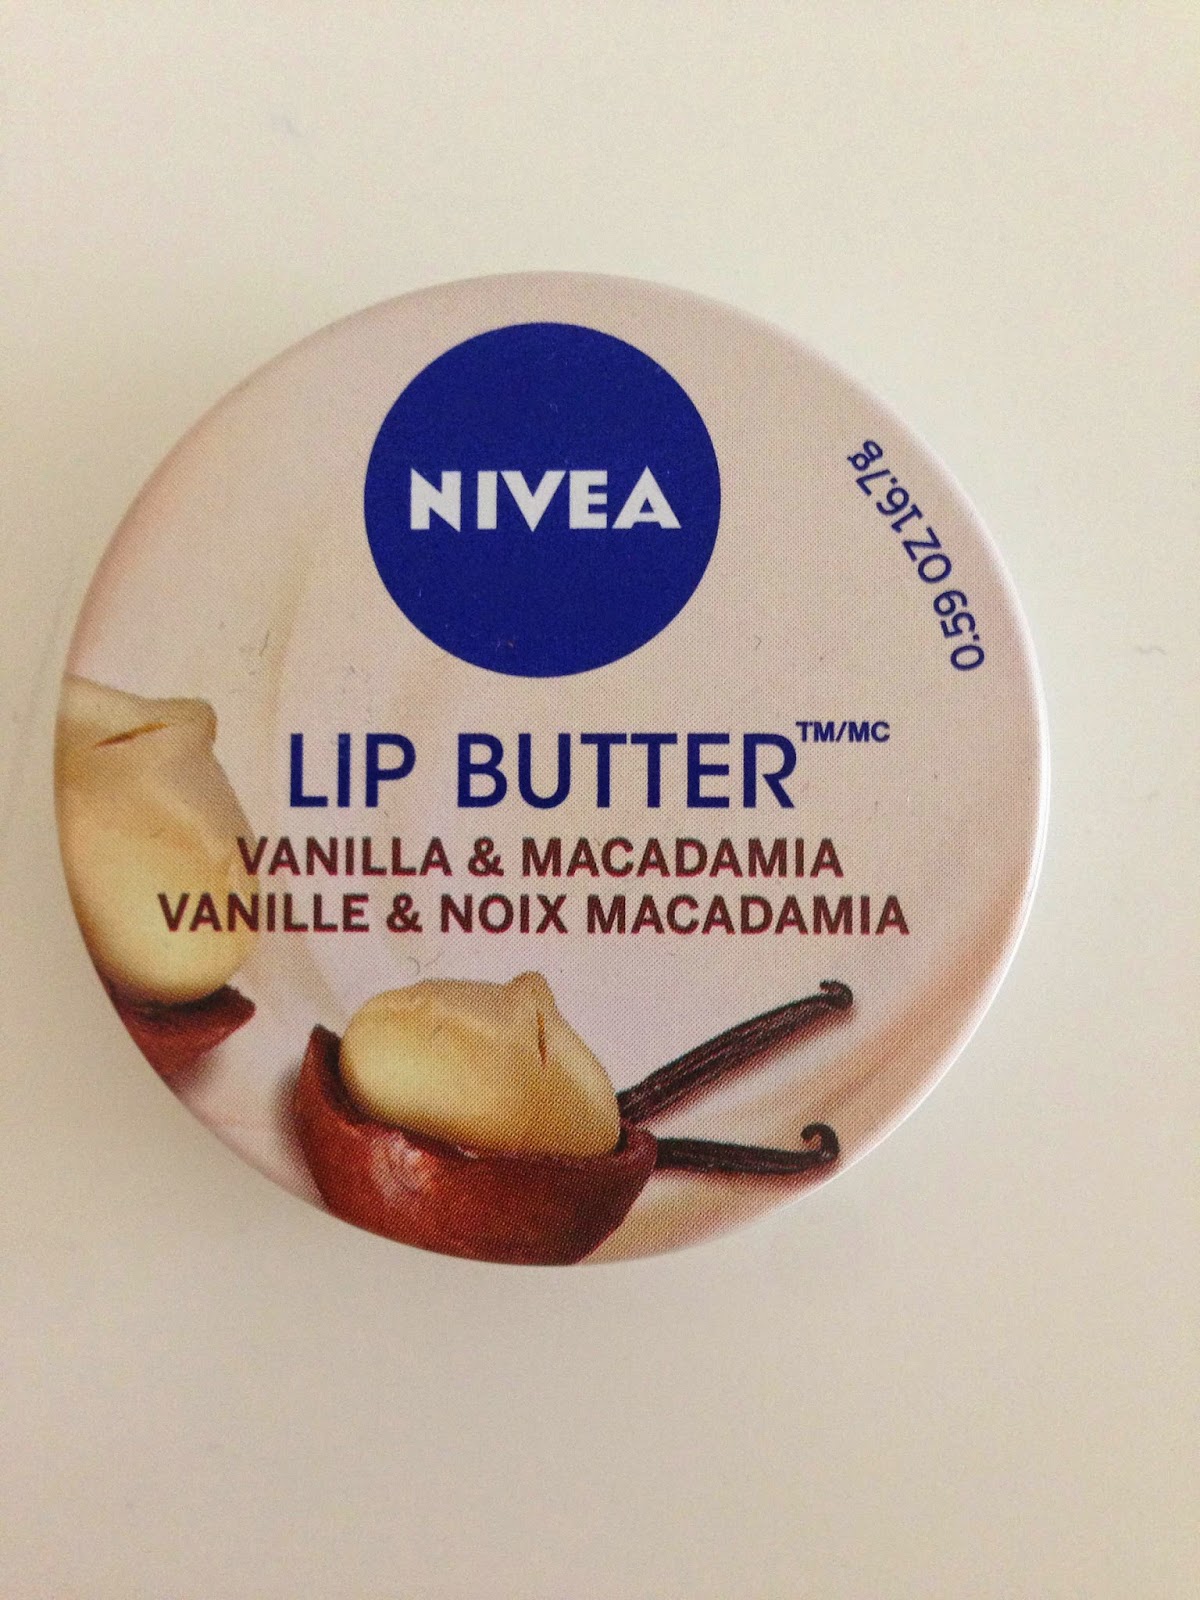 NIVEA
0.59 OZ 16.7g
LIP BUTTER™/MC
VANILLA & MACADAMIA
VANILLE & NOIX MACADAMIA